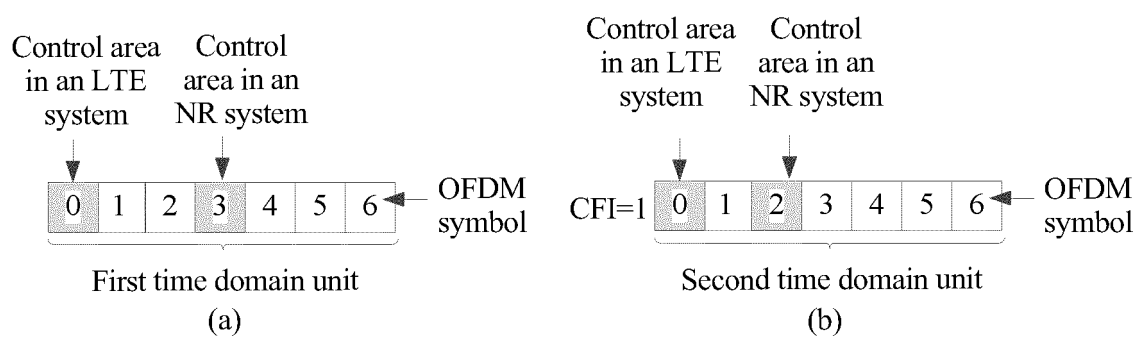 Control area
in an LTE
system
Control
area in an
NR system
0 1 2 3 4 5 6
OFDM
symbol
First time domain unit
(a)
Control area
in an LTE
system
Control
area in an
NR system
CFI=1 0 1 2 3 4 5 6
OFDM
symbol
Second time domain unit
(b)